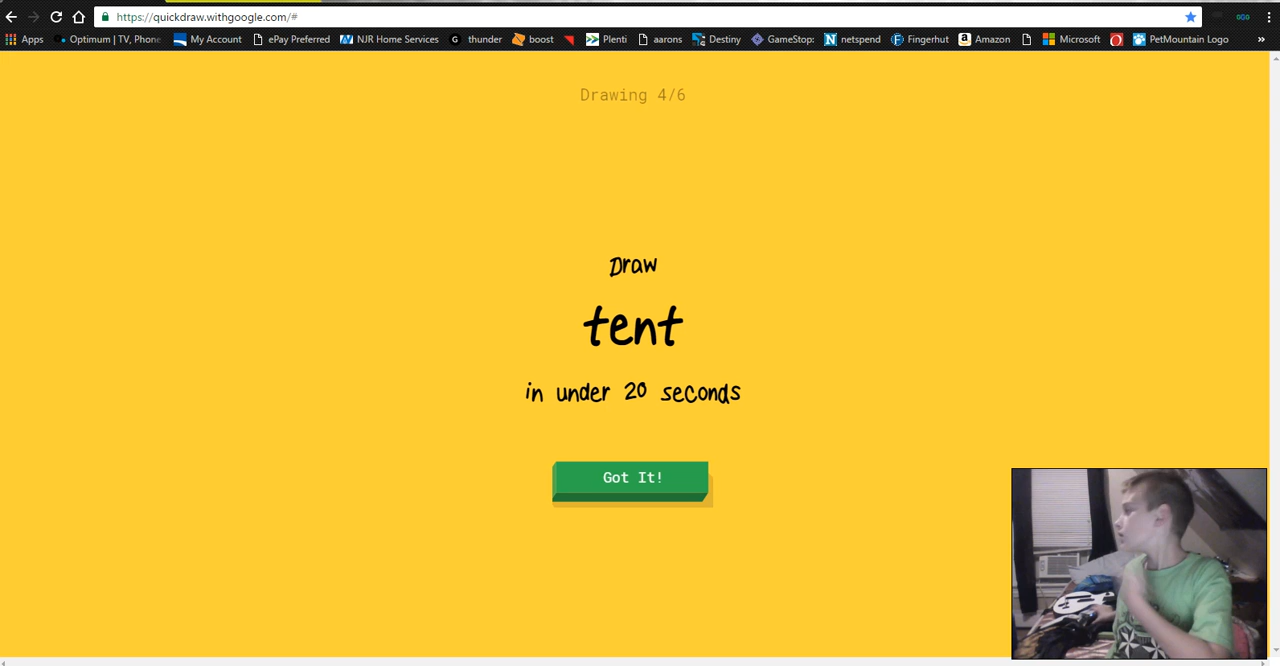 https://quickdraw.withgoogle.com/#
Apps Optimum | TV, Phone My Account ePay Preferred NJR Home Services thunder boost Plenti aarons Destiny GameStop: netspend Fingerhut Amazon Microsoft PetMountain Logo »
Drawing 4/6
Draw
tent
in under 20 seconds
Got It!